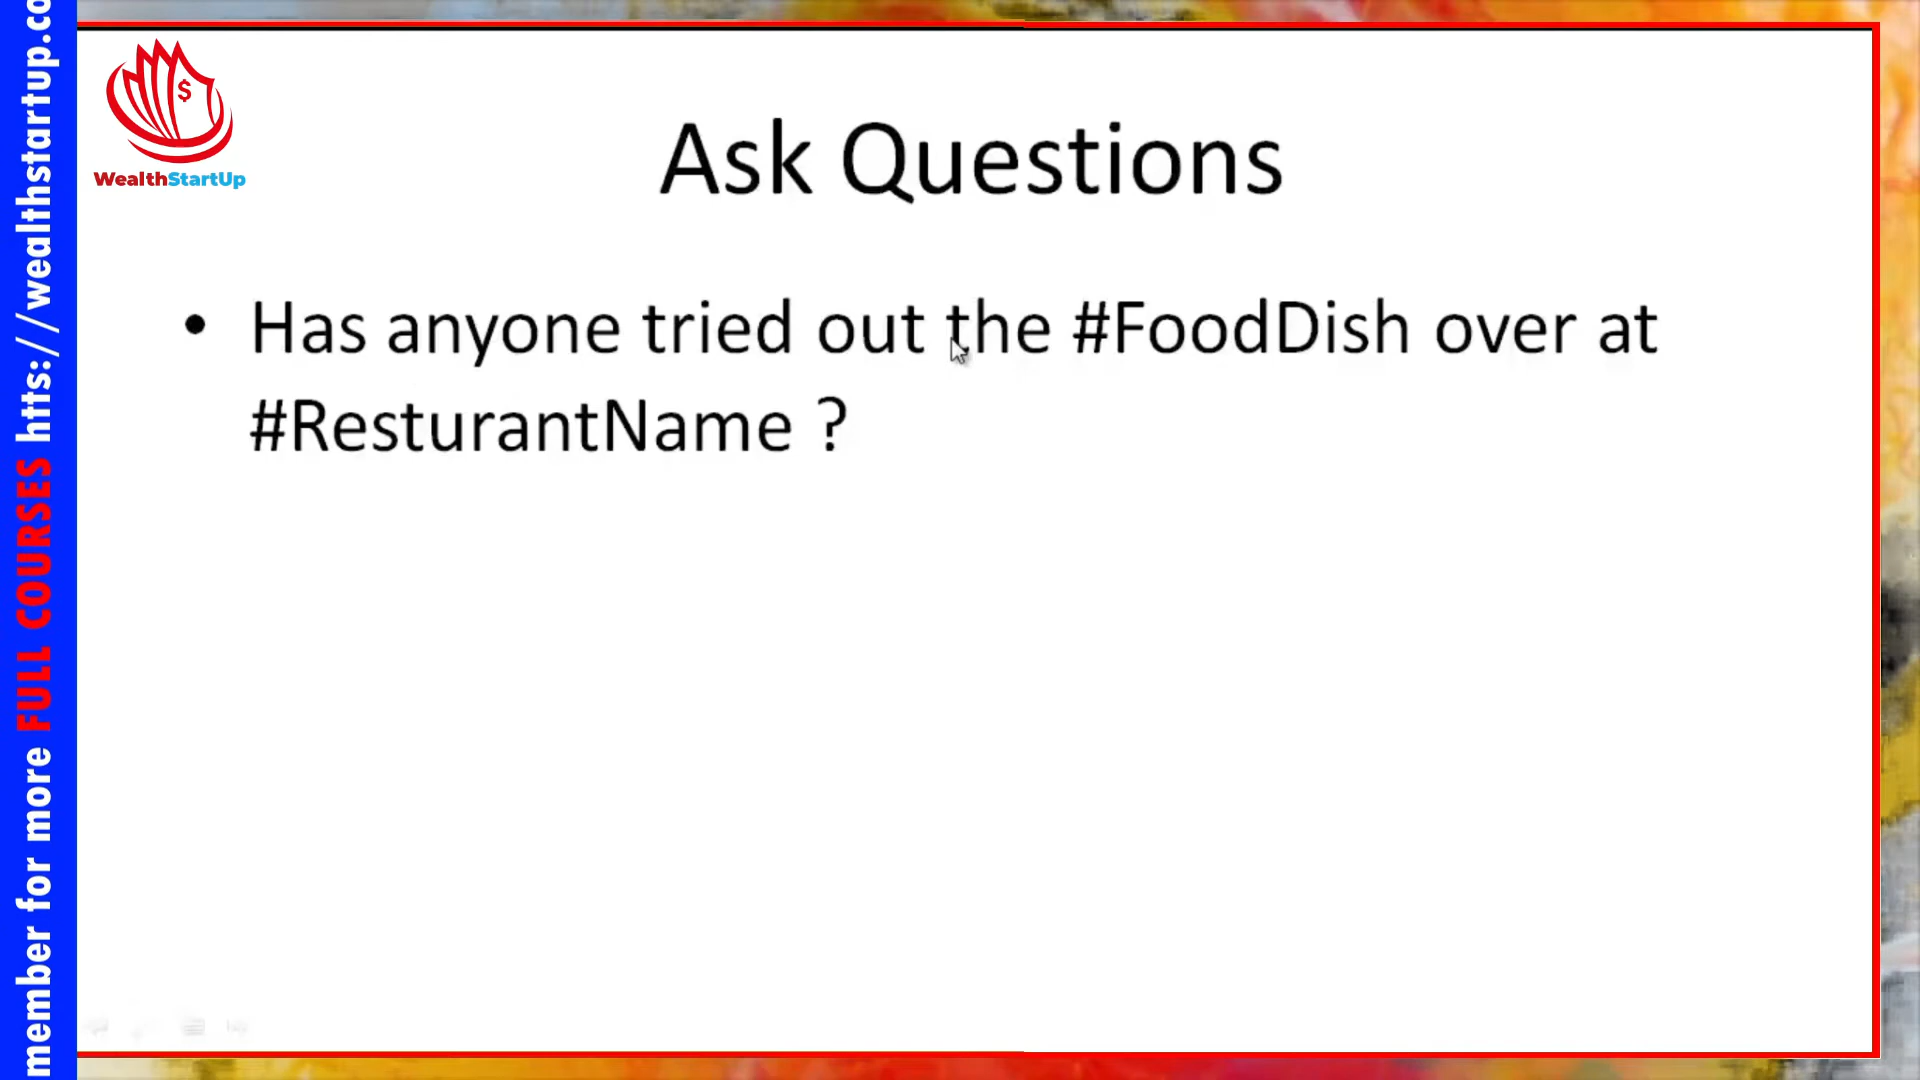 WealthStartUp
Ask Questions
• Has anyone tried out the #FoodDish over at
#ResturantName ?
member for more FULL COURSES htts://wealthstartup.co